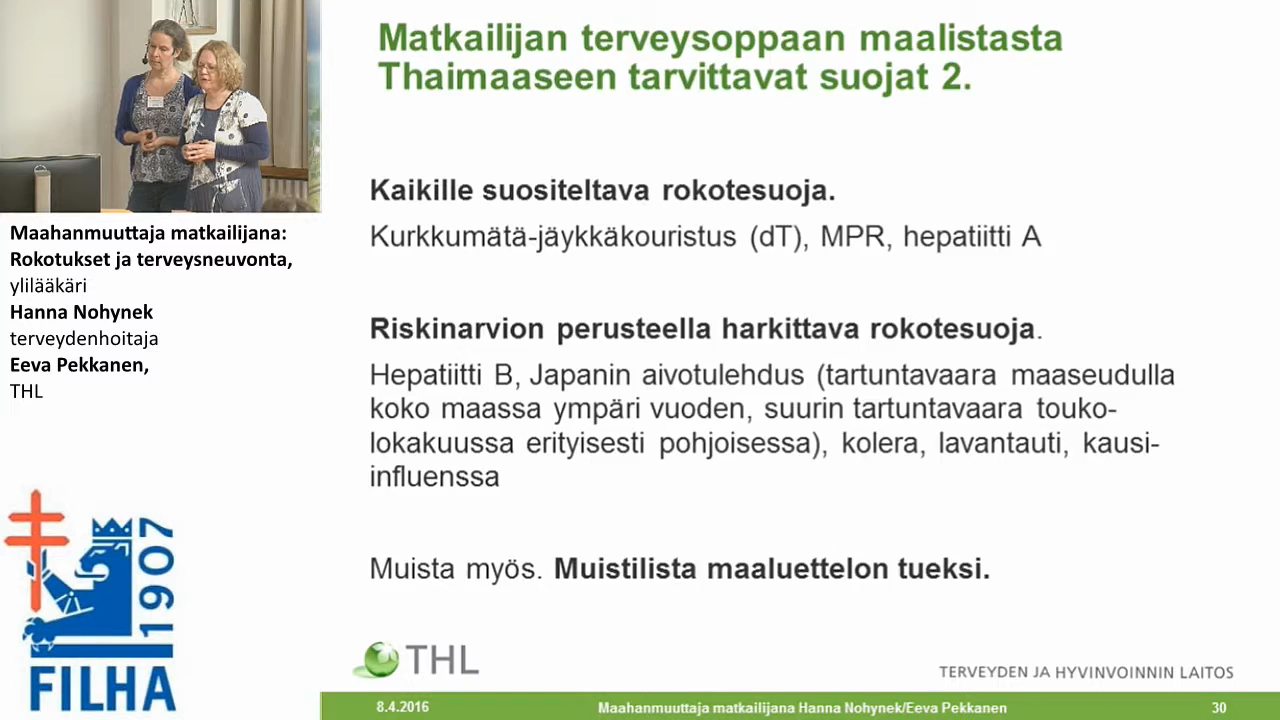 Matkailijan terveysoppaan maalistasta
Thaimaaseen tarvittavat suojat 2.
Kaikille suositeltava rokotesuoja.
Kurkkumätä-jäykkäkouristus (dT), MPR, hepatiitti A
Riskinarvion perusteella harkittava rokotesuoja.
Hepatiitti B, Japanin aivotulehdus (tartuntavaara maaseudulla
koko maassa ympäri vuoden, suurin tartuntavaara touko-
lokakuussa erityisesti pohjoisessa), kolera, lavantauti, kausi-
influenssa
Muista myös. Muistilista maaluettelon tueksi.
Maahanmuuttaja matkailijana:
Rokotukset ja terveysneuvonta,
ylilääkäri
Hanna Nohynek
terveydenhoitaja
Eeva Pekkanen,
THL
1907
FILHA
THL
TERVEYDEN JA HYVINVOINNIN LAITOS
8.4.2016
Maahanmuuttaja matkailijana Hanna Nohynek/Eeva Pekkanen
30